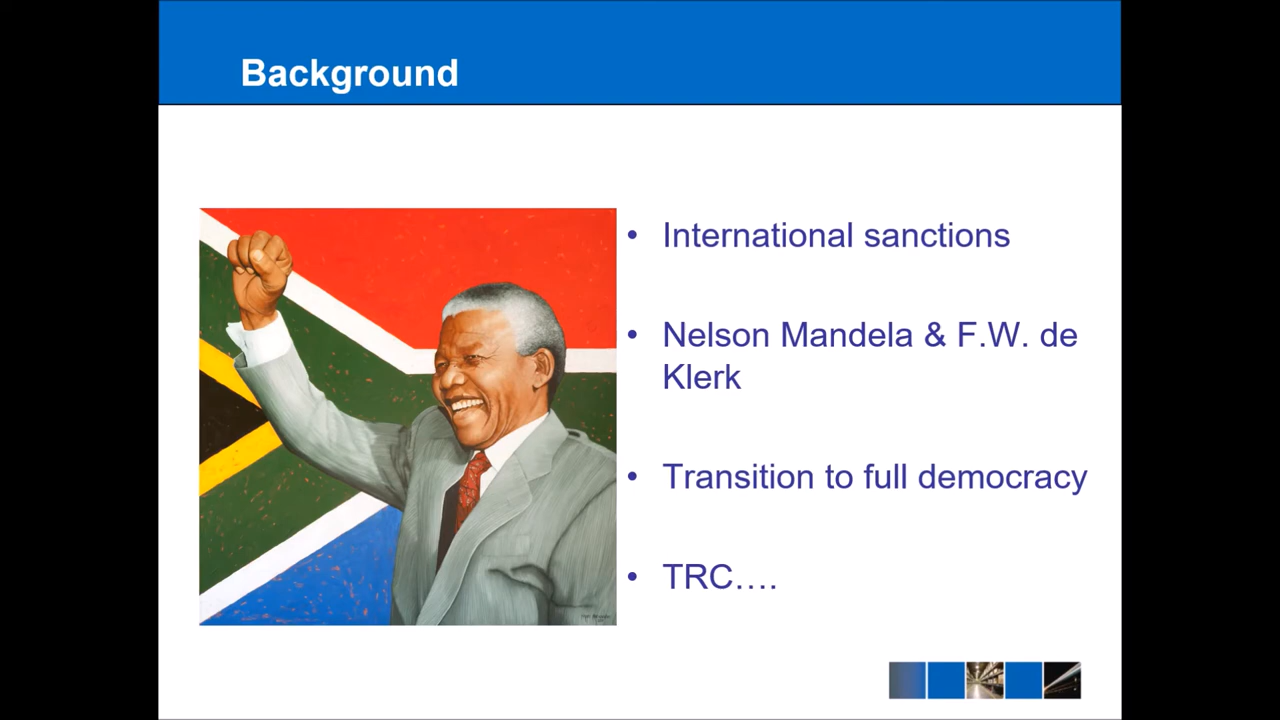 Background
• International sanctions
• Nelson Mandela & F.W. de
Klerk
• Transition to full democracy
• TRC….